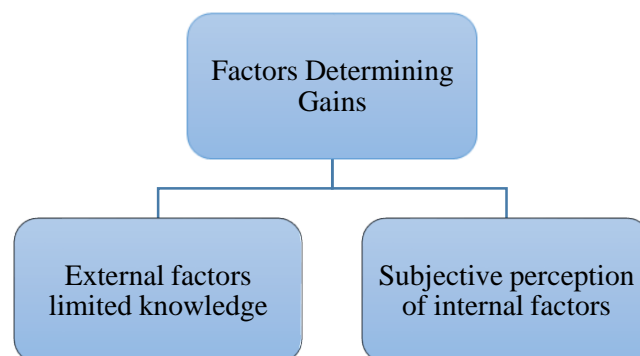 Factors Determining
Gains
External factors
limited knowledge
Subjective perception
of internal factors